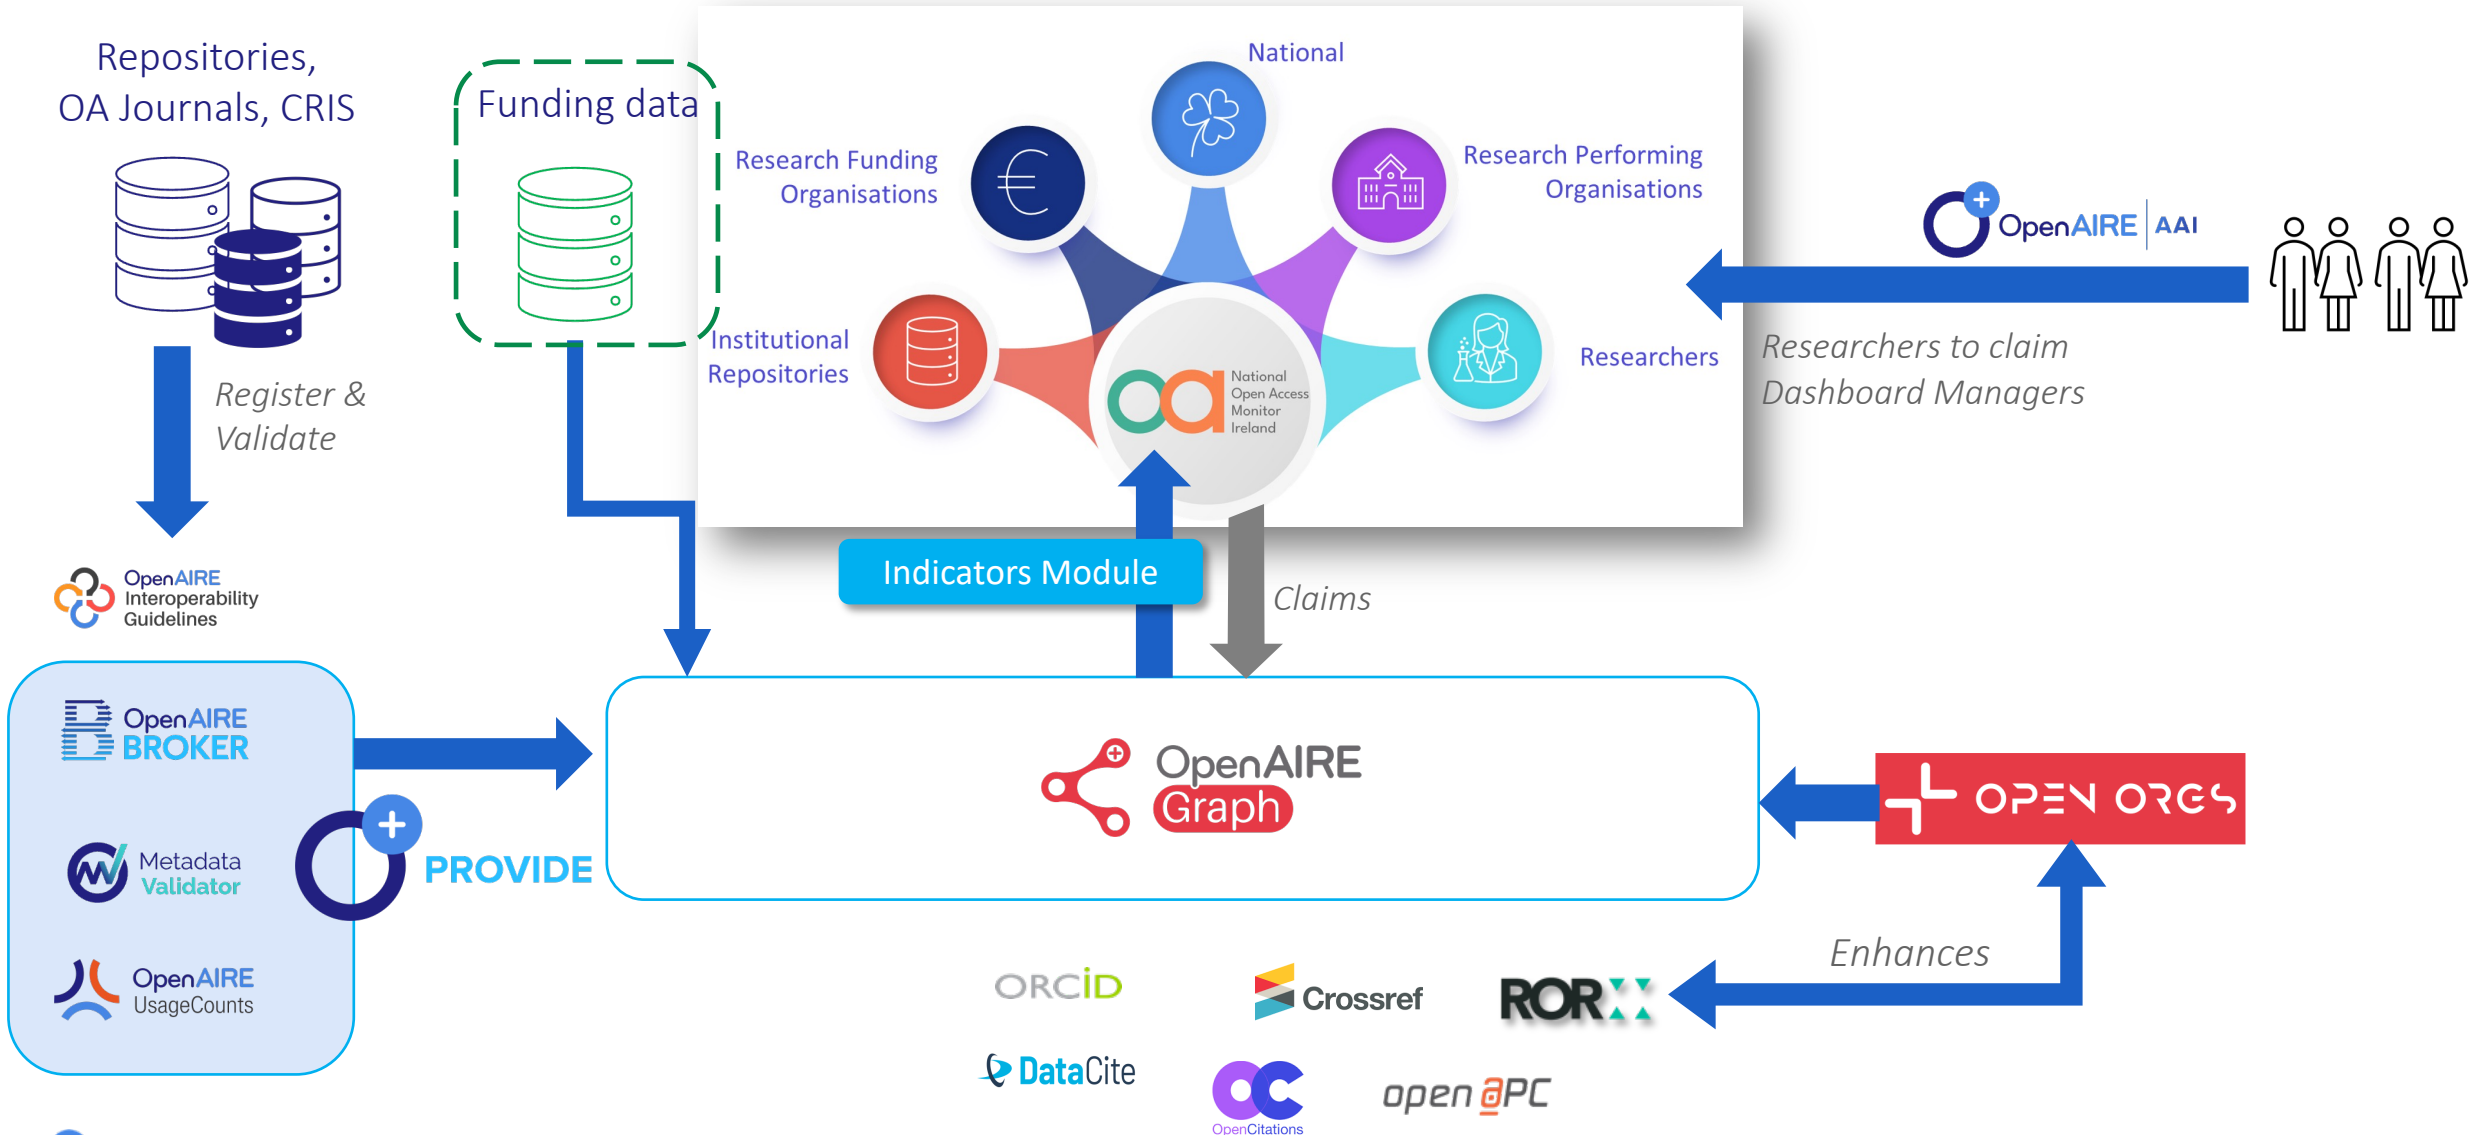 Repositories,
OA Journals, CRIS
Funding data
National
Research Funding
Organisations
Research Performing
Organisations
Institutional
Repositories
Researchers
oa
National
Open Access
Monitor
Ireland
OpenAIRE | AAI
Researchers to claim
Dashboard Managers
Register &
Validate
Indicators Module
Claims
OpenAIRE
Interoperability
Guidelines
OpenAIRE
BROKER
Metadata
Validator
OpenAIRE
UsageCounts
PROVIDE
OpenAIRE
Graph
OPEN ORGS
Enhances
ORCID
Crossref
ROR
DataCite
OC
OpenCitations
open aPC